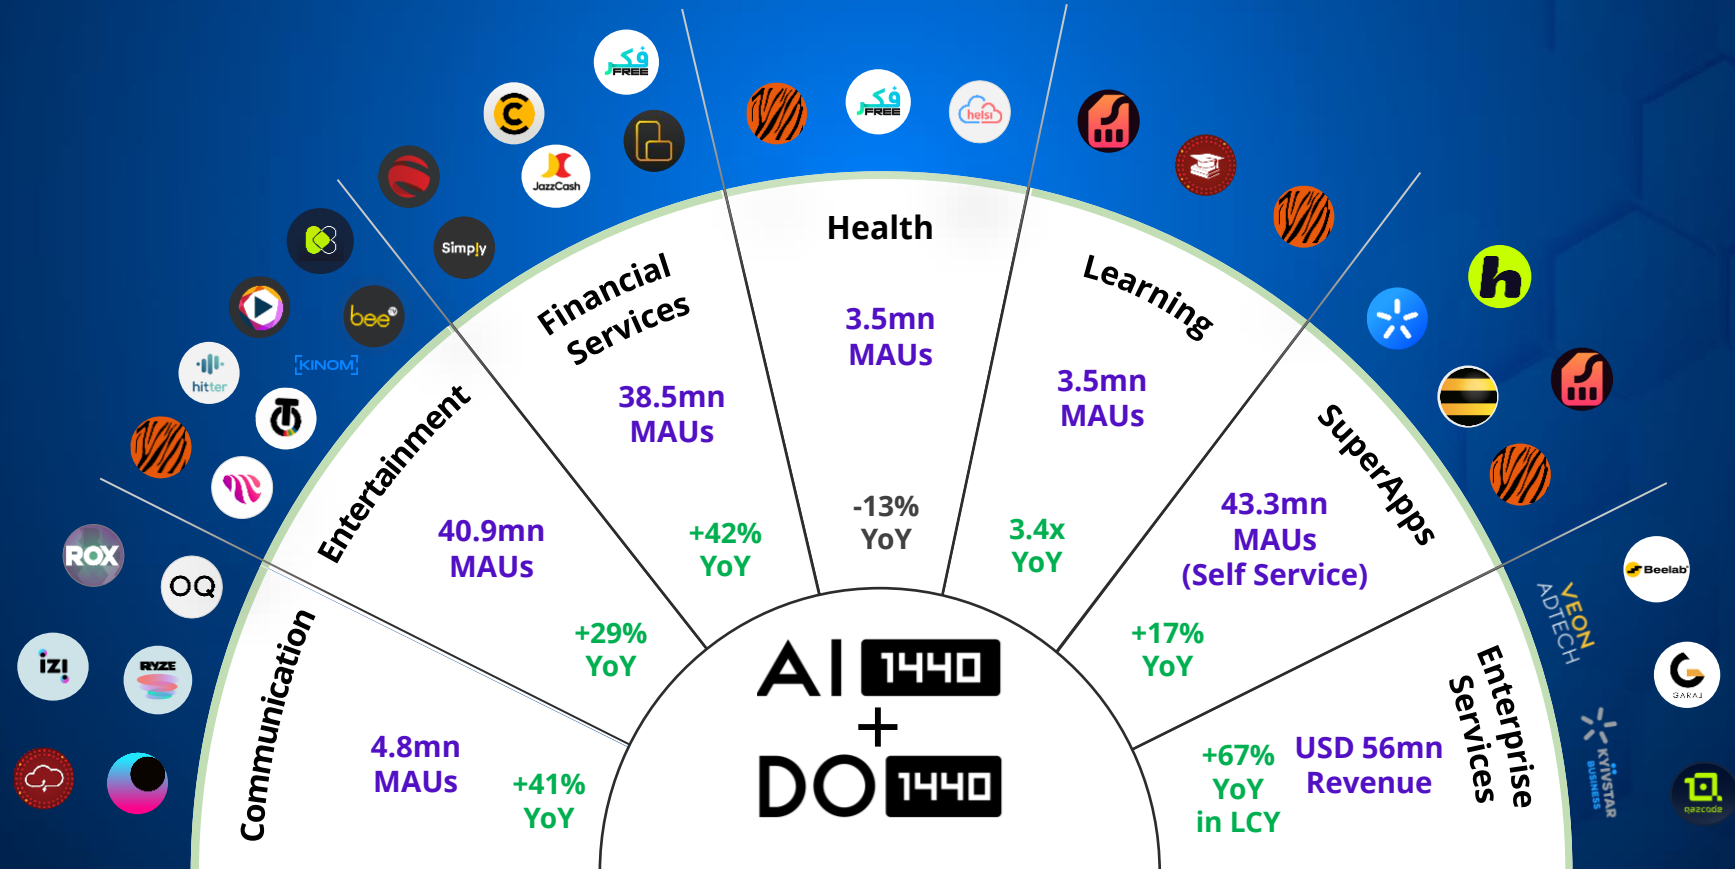 Communication
4.8mn
MAUs
+41%
YoY
ROX
OQ
izi
RYZE
Entertainment
40.9mn
MAUs
+29%
YoY
bee
TV
KINOM
hitter
Financial
Services
38.5mn
MAUs
+42%
YoY
فكر
FREE
C
JazzCash
Simply
Health
3.5mn
MAUs
-13%
YoY
فكر
FREE
helsi
Learning
3.5mn
MAUs
3.4x
YoY
SuperApps
43.3mn
MAUs
(Self Service)
+17%
YoY
h
Enterprise
Services
USD 56mn
Revenue
+67%
YoY
in LCY
Beelab
VEON
ADTECH
GARAJ
KYIVSTAR
BUSINESS
qazcode
AI 1440
+
DO 1440